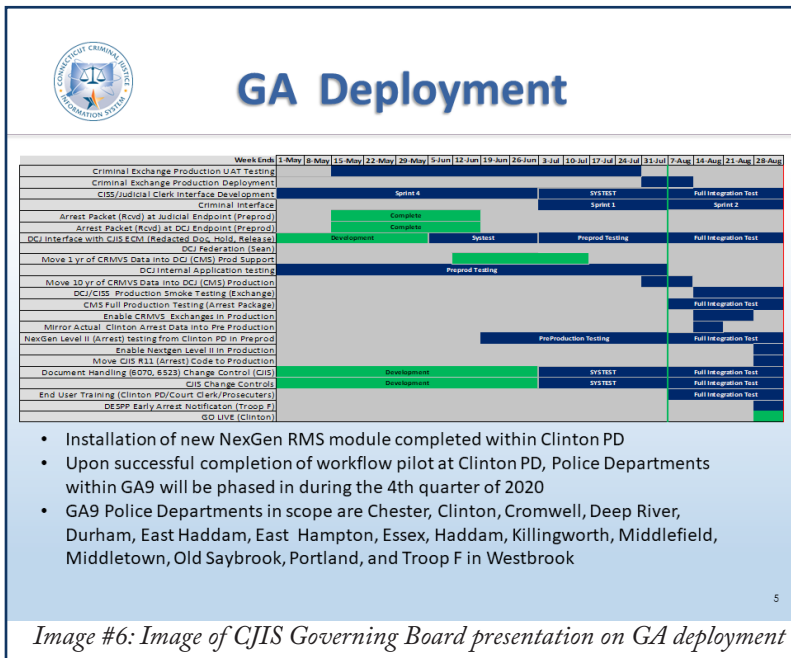 CONNECTICUT CRIMINAL JUSTICE
INFORMATION SYSTEM
GA Deployment
Week Ends 1-May 8-May 15-May 22-May 29-May 5-Jun 12-Jun 19-Jun 26-Jun 3-Jul 10-Jul 17-Jul 24-Jul 31-Jul 7-Aug 14-Aug 21-Aug 28-Aug
Criminal Exchange Production UAT Testing
Criminal Exchange Production Deployment
CISS/Judicial Clerk Interface Development Sprint 4 SYSTEST Full Integration Test
Criminal Interface Sprint 1 Sprint 2
Arrest Packet (Rcvd) at Judicial Endpoint (Preprod) Complete
Arrest Packet (Rcvd) at DCJ Endpoint (Preprod) Complete
DCJ Interface with CJIS ECM (Redacted Doc, Hold, Release) Development Systest Preprod Testing Full Integration Test
DCJ Federation (Sean)
Move 1 yr of CRMVS Data into DCJ (CMS) Prod Support
DCJ Internal Application testing Preprod Testing
Move 10 yr of CRMVS Data into DCJ (CMS) Production
DCJ/CISS Production Smoke Testing (Exchange)
CMS Full Production Testing (Arrest Package) Full Integration Test
Enable CRMVS Exchanges in Production
Mirror Actual Clinton Arrest Data into Pre Production
NexGen Level II (Arrest) testing from Clinton PD in Preprod PreProduction Testing Full Integration Test
Enable Nextgen Level II in Production
Move CJIS R11 (Arrest) Code to Production
Document Handling (6070, 6523) Change Control (CJIS) Development SYSTEST Full Integration Test
CJIS Change Controls Development SYSTEST Full Integration Test
End User Training (Clinton PD/Court Clerk/Prosecuters) Full Integration Test
DESPP Early Arrest Notificaton (Troop F)
GO LIVE (Clinton)
• Installation of new NexGen RMS module completed within Clinton PD
• Upon successful completion of workflow pilot at Clinton PD, Police Departments
within GA9 will be phased in during the 4th quarter of 2020
• GA9 Police Departments in scope are Chester, Clinton, Cromwell, Deep River,
Durham, East Haddam, East Hampton, Essex, Haddam, Killingworth, Middlefield,
Middletown, Old Saybrook, Portland, and Troop F in Westbrook
5
Image #6: Image of CJIS Governing Board presentation on GA deployment